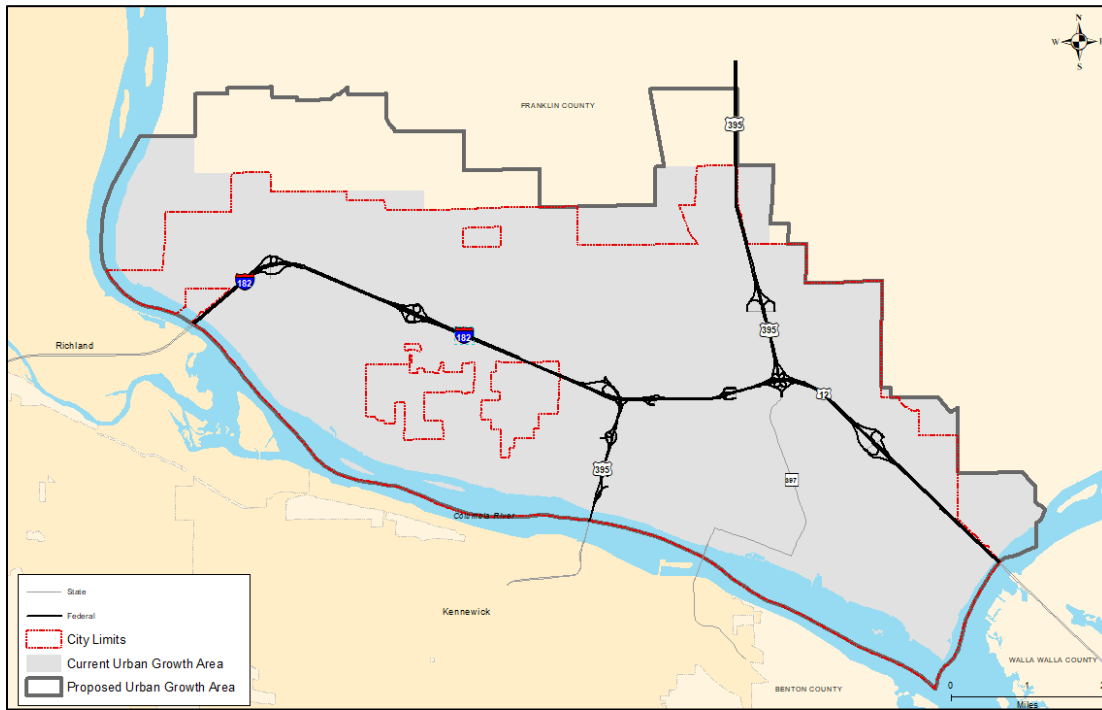 N
W
E
S
FRANKLIN COUNTY
395
182
Richland
182
395
12
395
397
Columbia River
Kennewick
State
Federal
City Limits
Current Urban Growth Area
Proposed Urban Growth Area
WALLA WALLA COUNTY
BENTON COUNTY
0 1 2
Miles